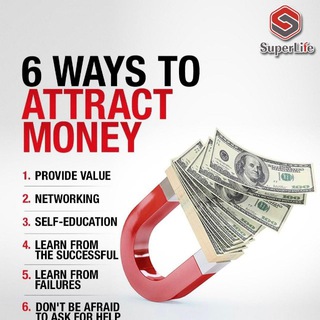 SuperLife
6 WAYS TO
ATTRACT
MONEY
1. PROVIDE VALUE
2. NETWORKING
3. SELF-EDUCATION
4. LEARN FROM
THE SUCCESSFUL
5. LEARN FROM
FAILURES
6. DON'T BE AFRAID
TO ASK FOR HELP